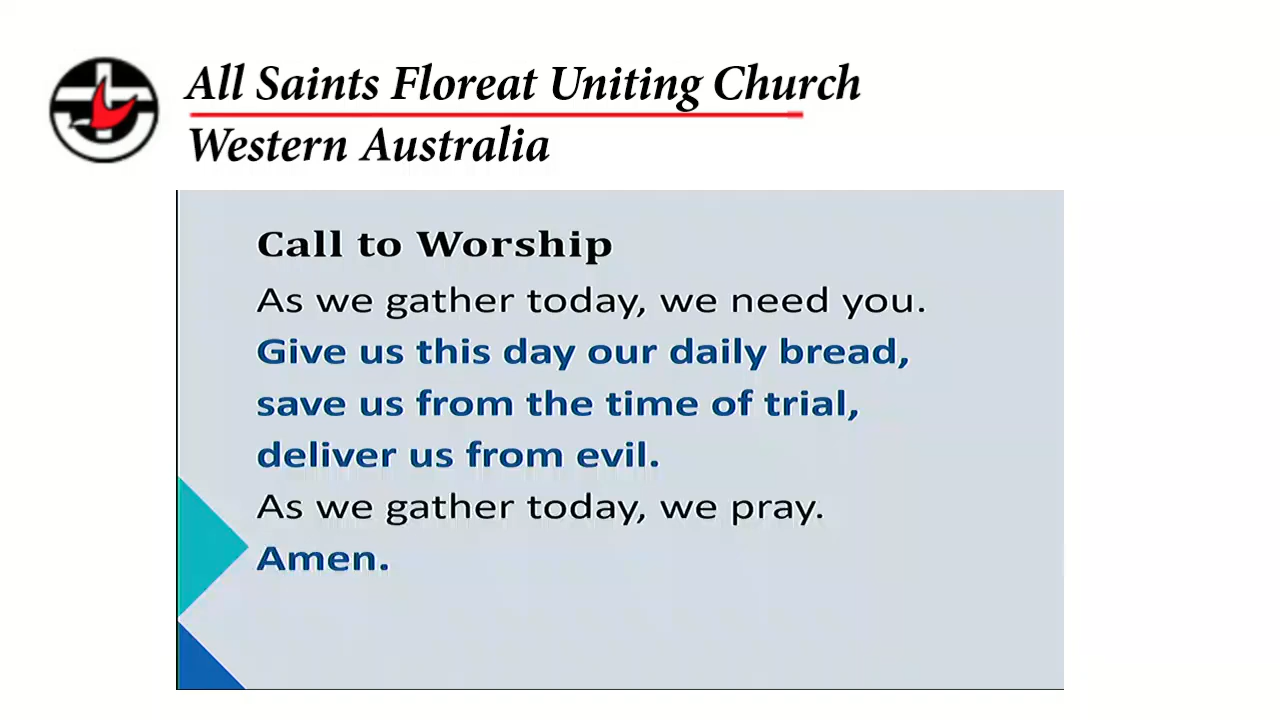 All Saints Floreat Uniting Church
Western Australia
Call to Worship
As we gather today, we need you.
Give us this day our daily bread,
save us from the time of trial,
deliver us from evil.
As we gather today, we pray.
Amen.